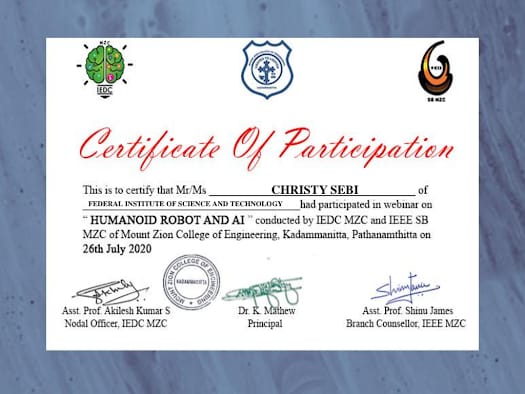 MZC
IEDC
SB MZC
Certificate Of Participation
This is to certify that Mr/Ms CHRISTY SEBI of
FEDERAL INSTITUTE OF SCIENCE AND TECHNOLOGY had participated in webinar on
“ HUMANOID ROBOT AND AI ” conducted by IEDC MZC and IEEE SB
MZC of Mount Zion College of Engineering, Kadammanitta, Pathanamthitta on
26th July 2020
MOUNT ZION COLLEGE OF ENGINEERING
KADAMMANITTA
Asst. Prof. Akilesh Kumar S
Nodal Officer, IEDC MZC
Dr. K. Mathew
Principal
Asst. Prof. Shinu James
Branch Counsellor, IEEE MZC